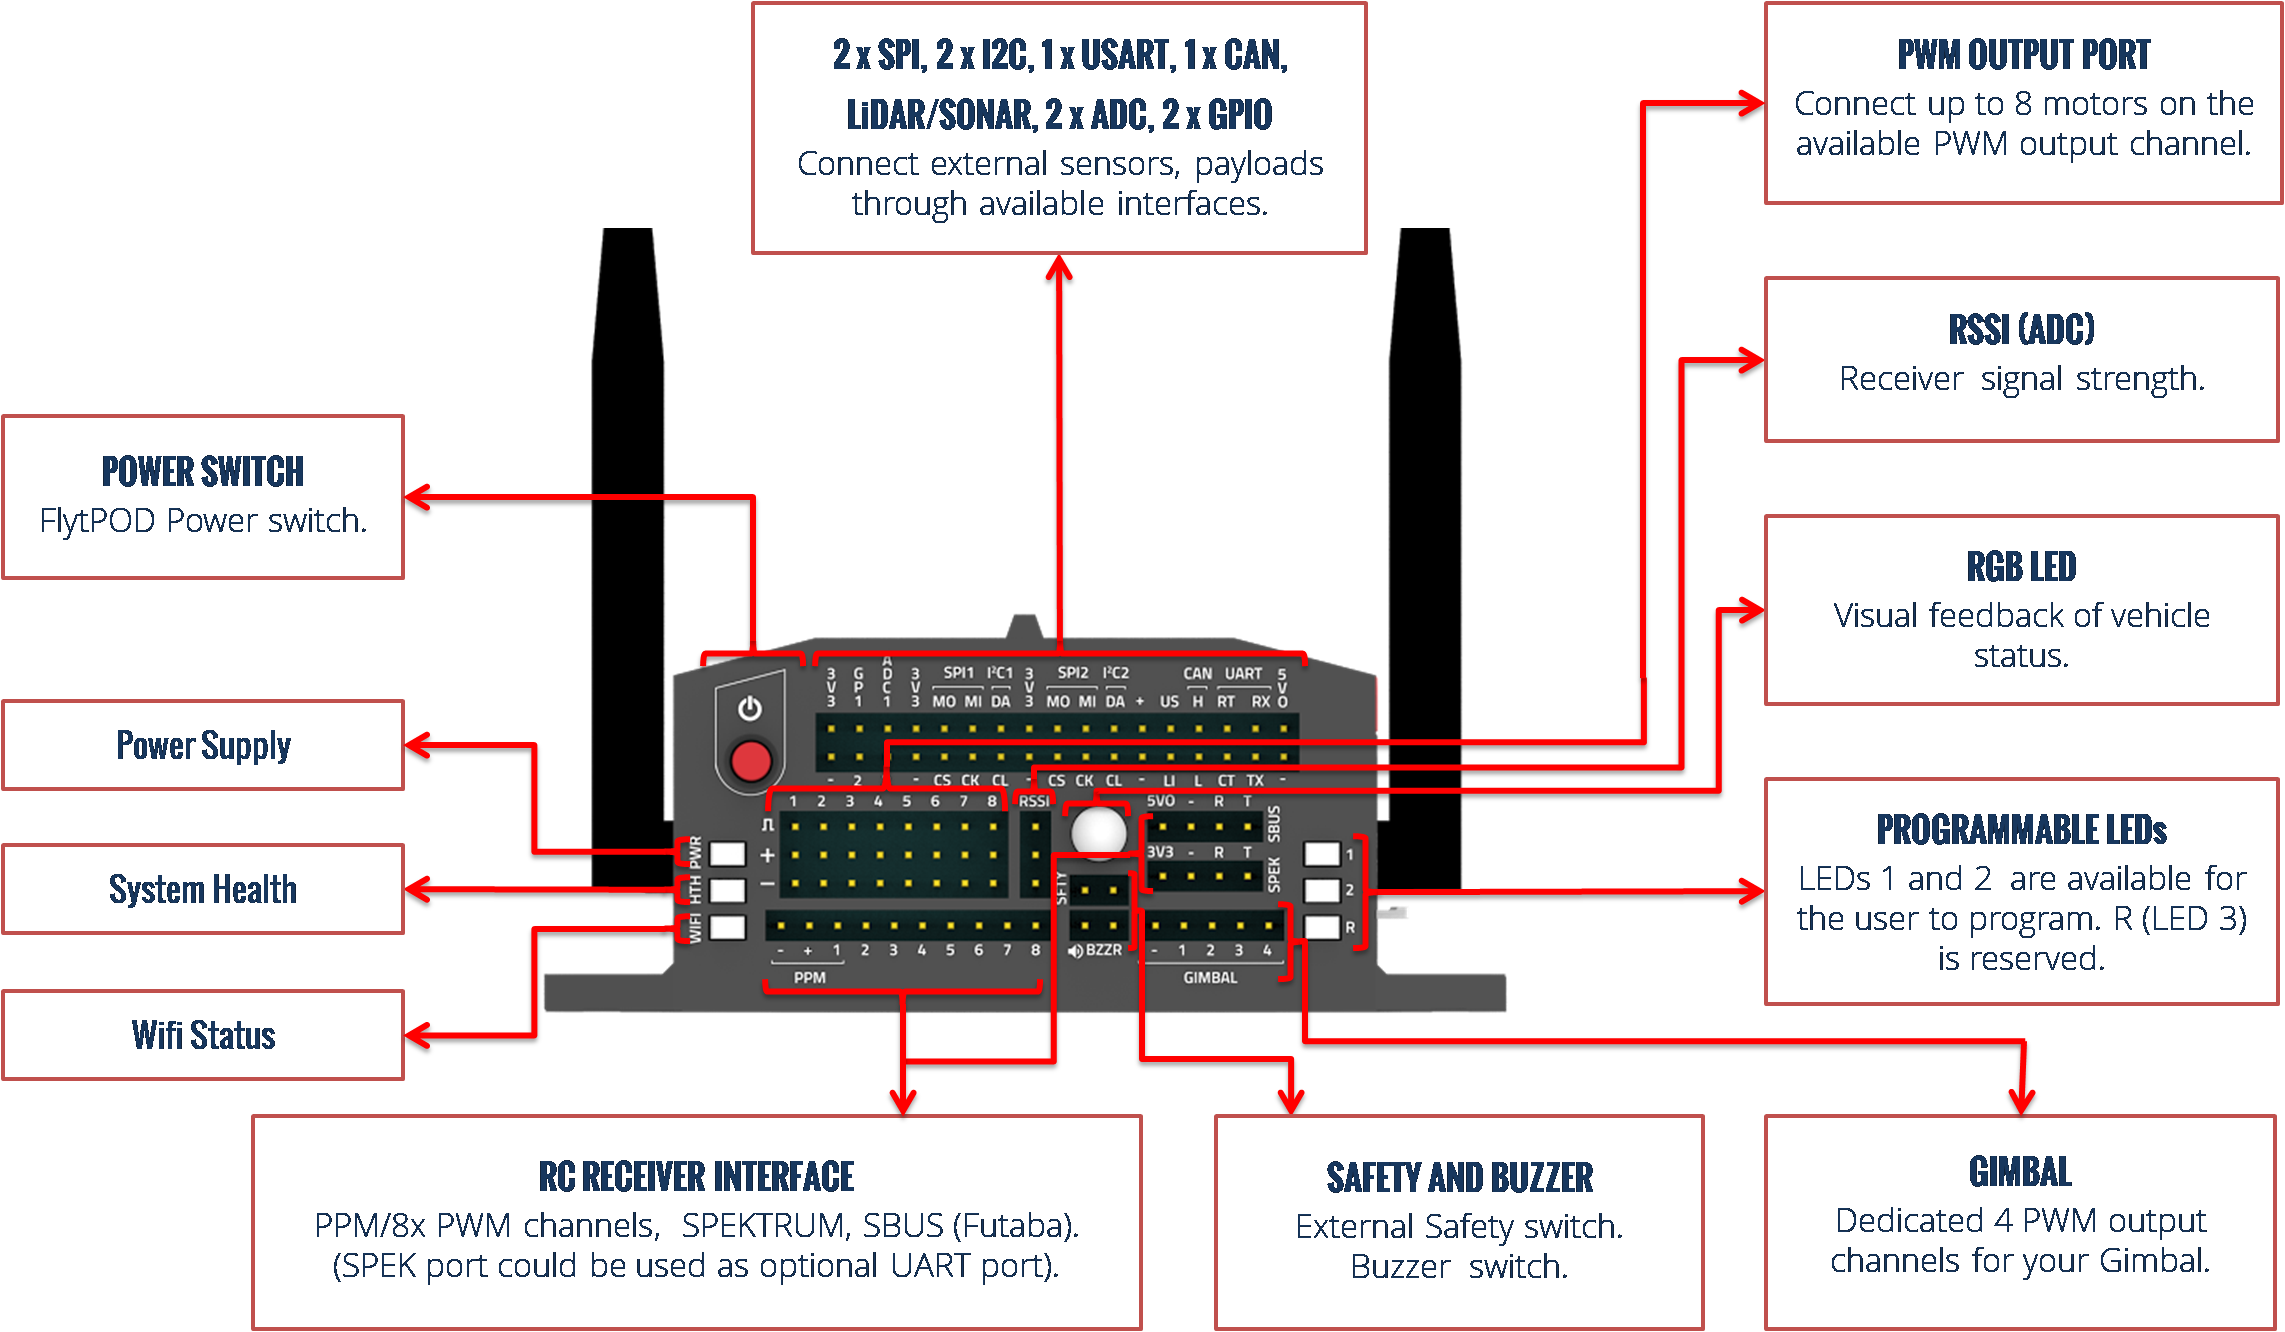 2 x SPI, 2 x I2C, 1 x USART, 1 x CAN,
LiDAR/SONAR, 2 x ADC, 2 x GPIO
Connect external sensors, payloads
through available interfaces.
PWM OUTPUT PORT
Connect up to 8 motors on the
available PWM output channel.
RSSI (ADC)
Receiver signal strength.
POWER SWITCH
FlytPOD Power switch.
RGB LED
Visual feedback of vehicle
status.
Power Supply
System Health
Wifi Status
PROGRAMMABLE LEDs
LEDs 1 and 2 are available for
the user to program. R (LED 3)
is reserved.
3V3 GP1 ADC1 3V3 SPI1 I²C1 3V3 SPI2 I²C2 CAN UART 5VO
MO MI DA MO MI DA + US H RT RX
- 2 - CS CK CL - CS CK CL - LI L CT TX -
1 2 3 4 5 6 7 8 RSSI
5VO - R T SBUS
3V3 - R T SPEK
+
−
PWR
HTH
WIFI
SFTY
BZZR
1
2
R
- + 1 2 3 4 5 6 7 8
PPM
- 1 2 3 4
GIMBAL
RC RECEIVER INTERFACE
PPM/8x PWM channels, SPEKTRUM, SBUS (Futaba).
(SPEK port could be used as optional UART port).
SAFETY AND BUZZER
External Safety switch.
Buzzer switch.
GIMBAL
Dedicated 4 PWM output
channels for your Gimbal.